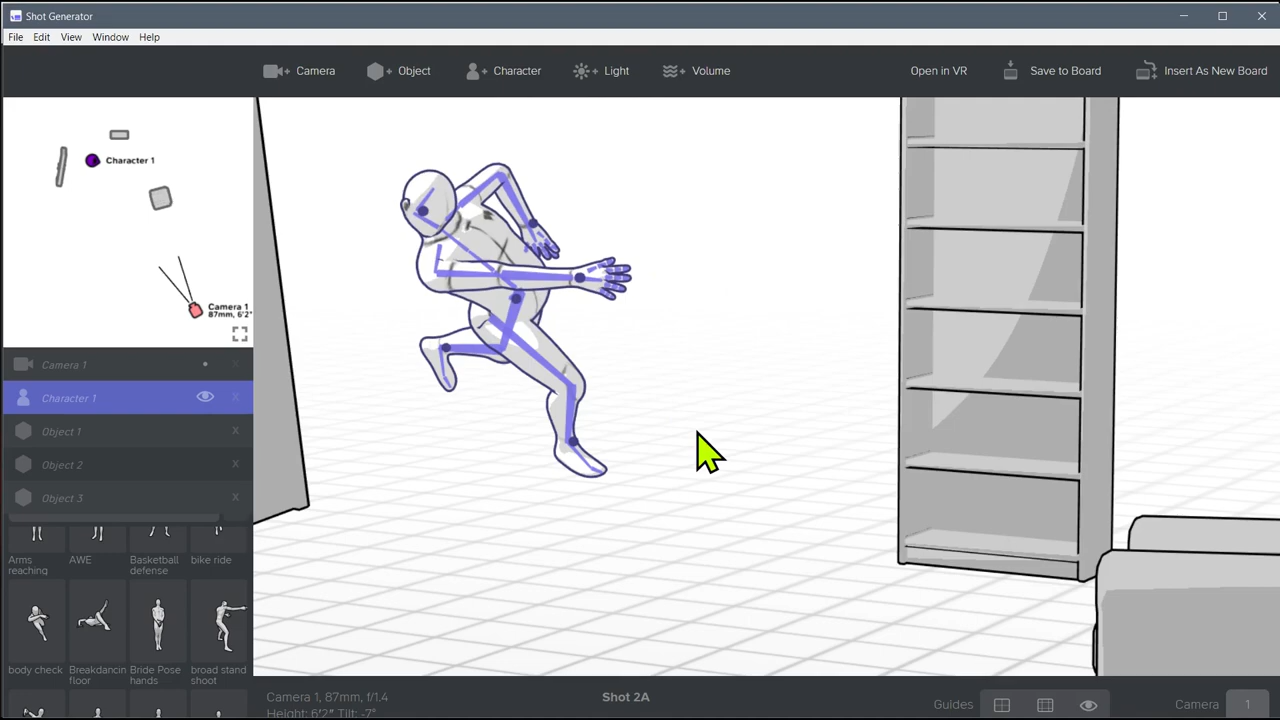 Shot Generator
File Edit View Window Help
Camera Object Character Light Volume Open in VR Save to Board Insert As New Board
Character 1
Camera 1
87mm, 6'2"
Camera 1 X
Character 1 X
Object 1 X
Object 2 X
Object 3 X
Arms reaching
AWE
Basketball defense
bike ride
body check
Breakdancin floor
Bride Pose hands
broad stand shoot
Camera 1, 87mm, f/1.4
Height: 6'2" Tilt: -7°
Shot 2A
Guides
Camera 1